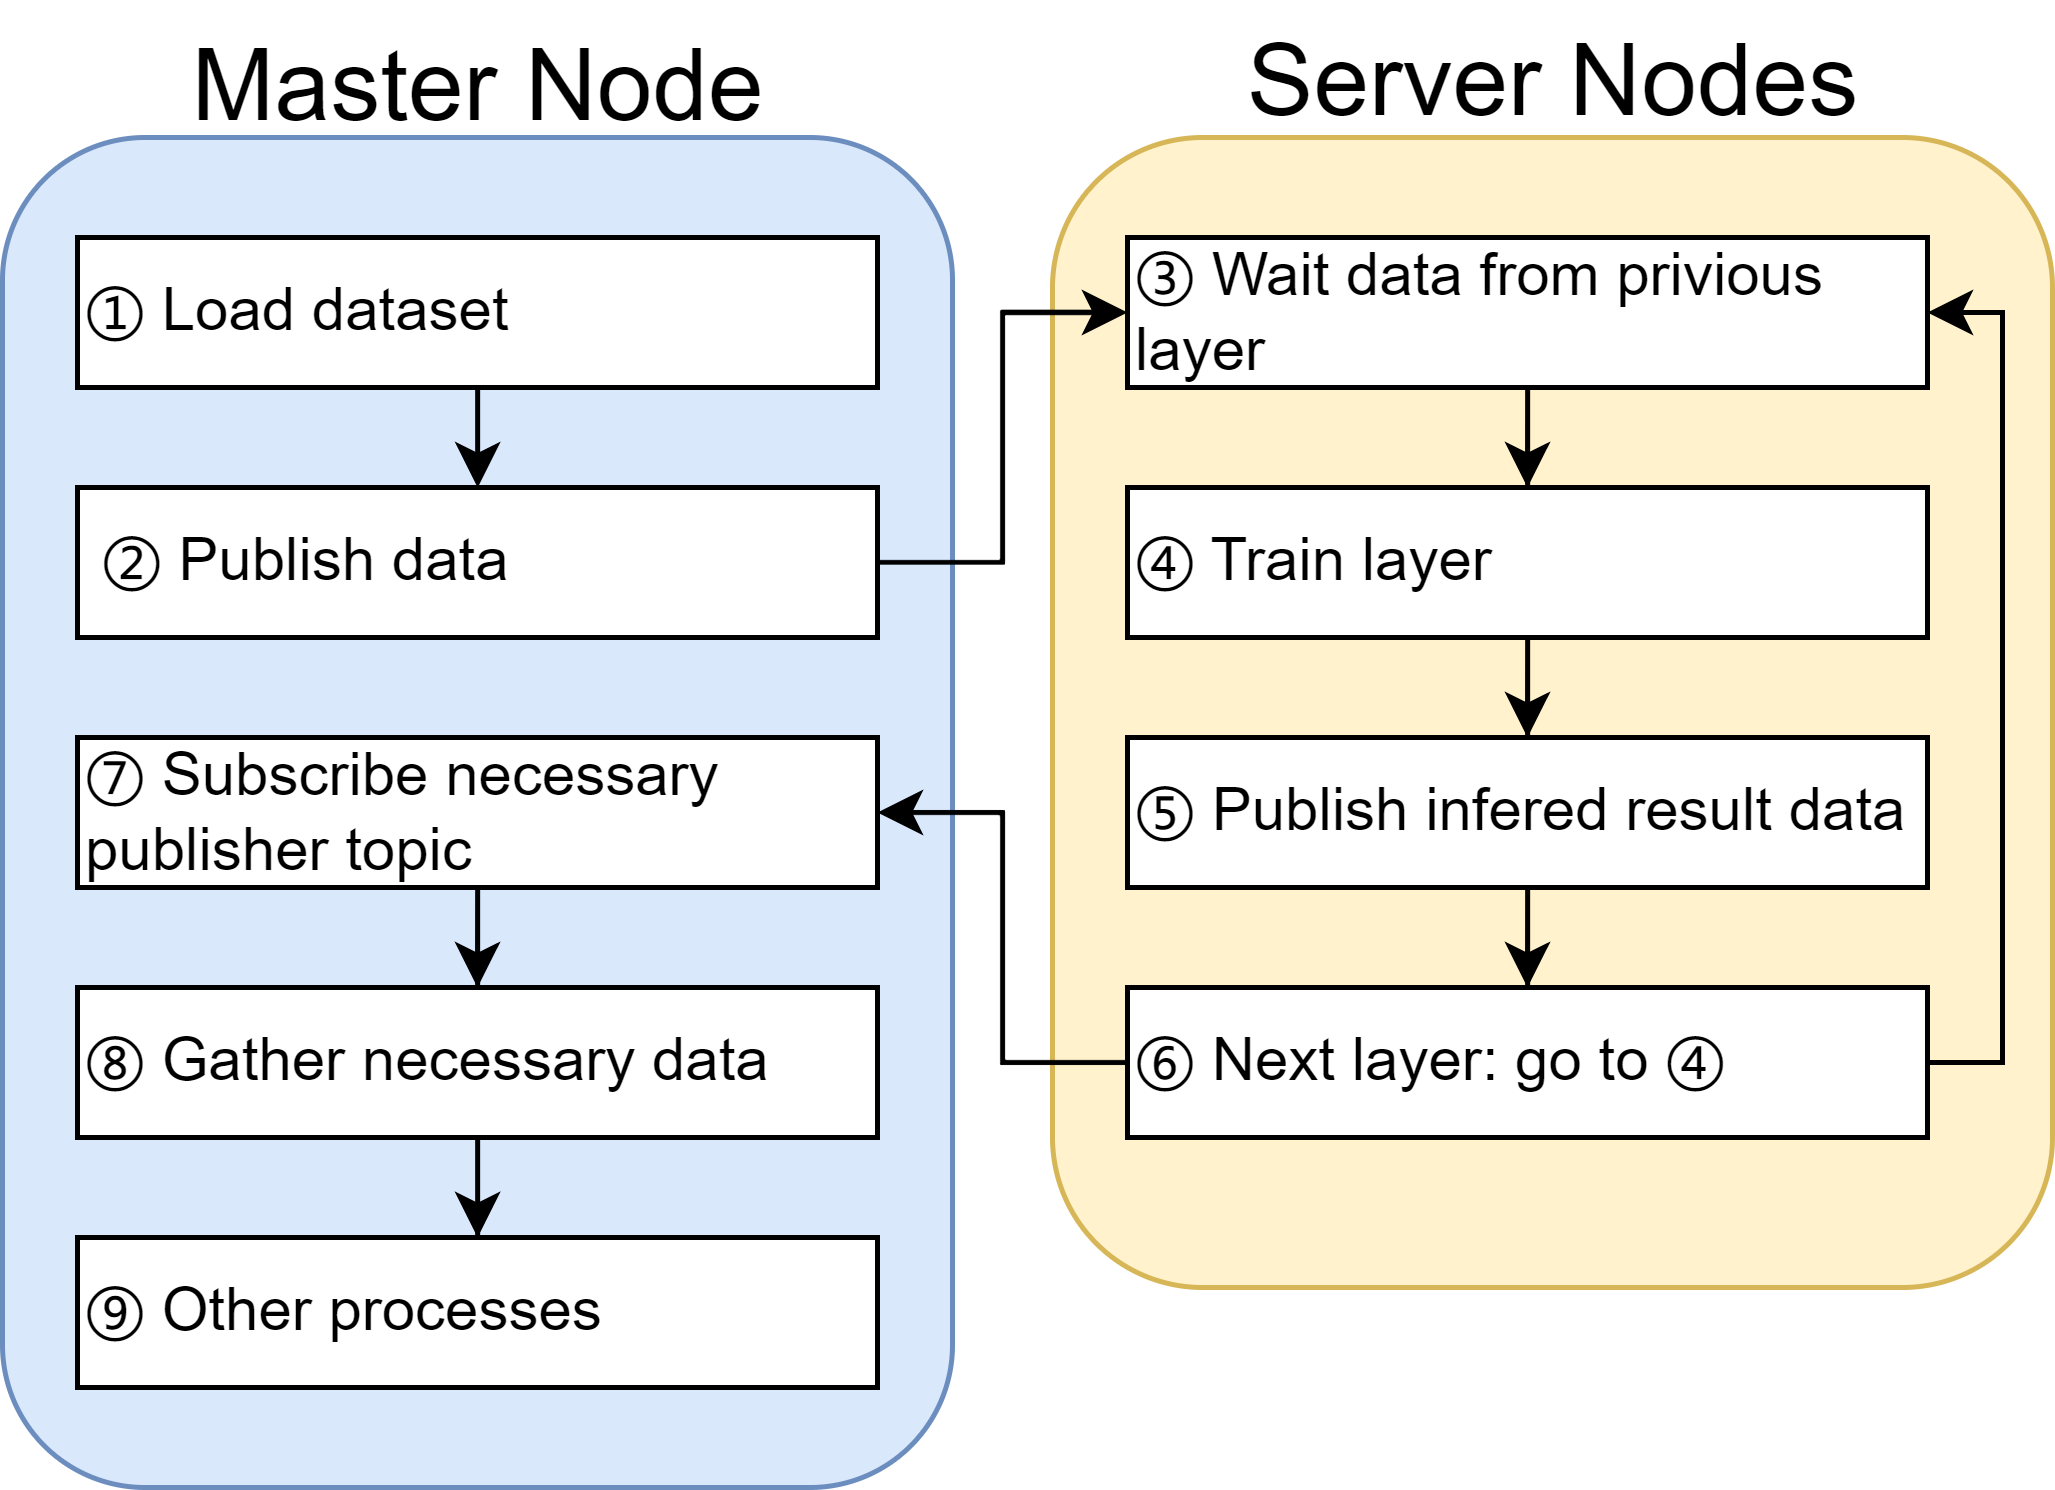 Master Node
① Load dataset
② Publish data
⑦ Subscribe necessary
publisher topic
⑧ Gather necessary data
⑨ Other processes
Server Nodes
③ Wait data from privious
layer
④ Train layer
⑤ Publish infered result data
⑥ Next layer: go to ④